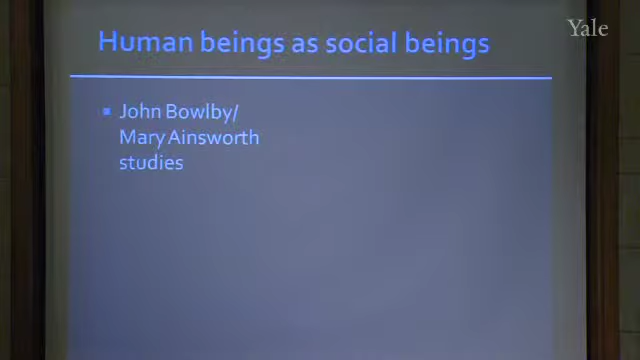 Yale
Human beings as social beings
John Bowlby/
Mary Ainsworth
studies